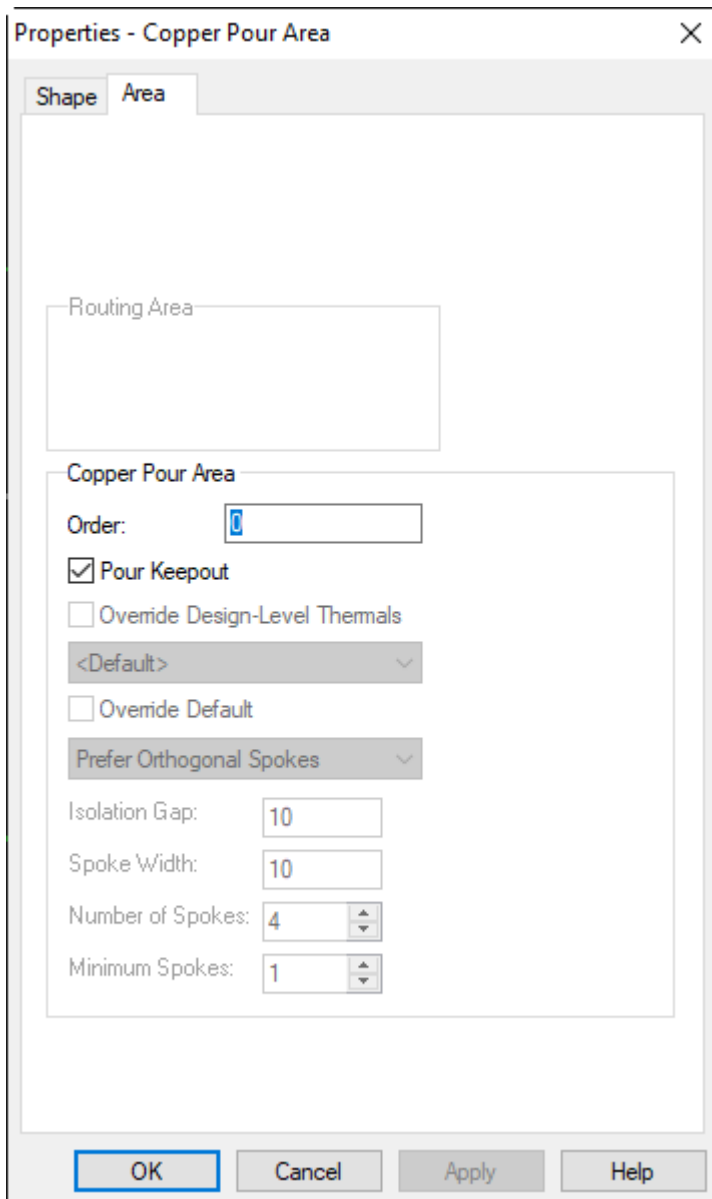 Properties - Copper Pour Area
Shape Area
Routing Area
Copper Pour Area
Order: 0
Pour Keepout
Override Design-Level Thermals
<Default>
Override Default
Prefer Orthogonal Spokes
Isolation Gap: 10
Spoke Width: 10
Number of Spokes: 4
Minimum Spokes: 1
OK Cancel Apply Help